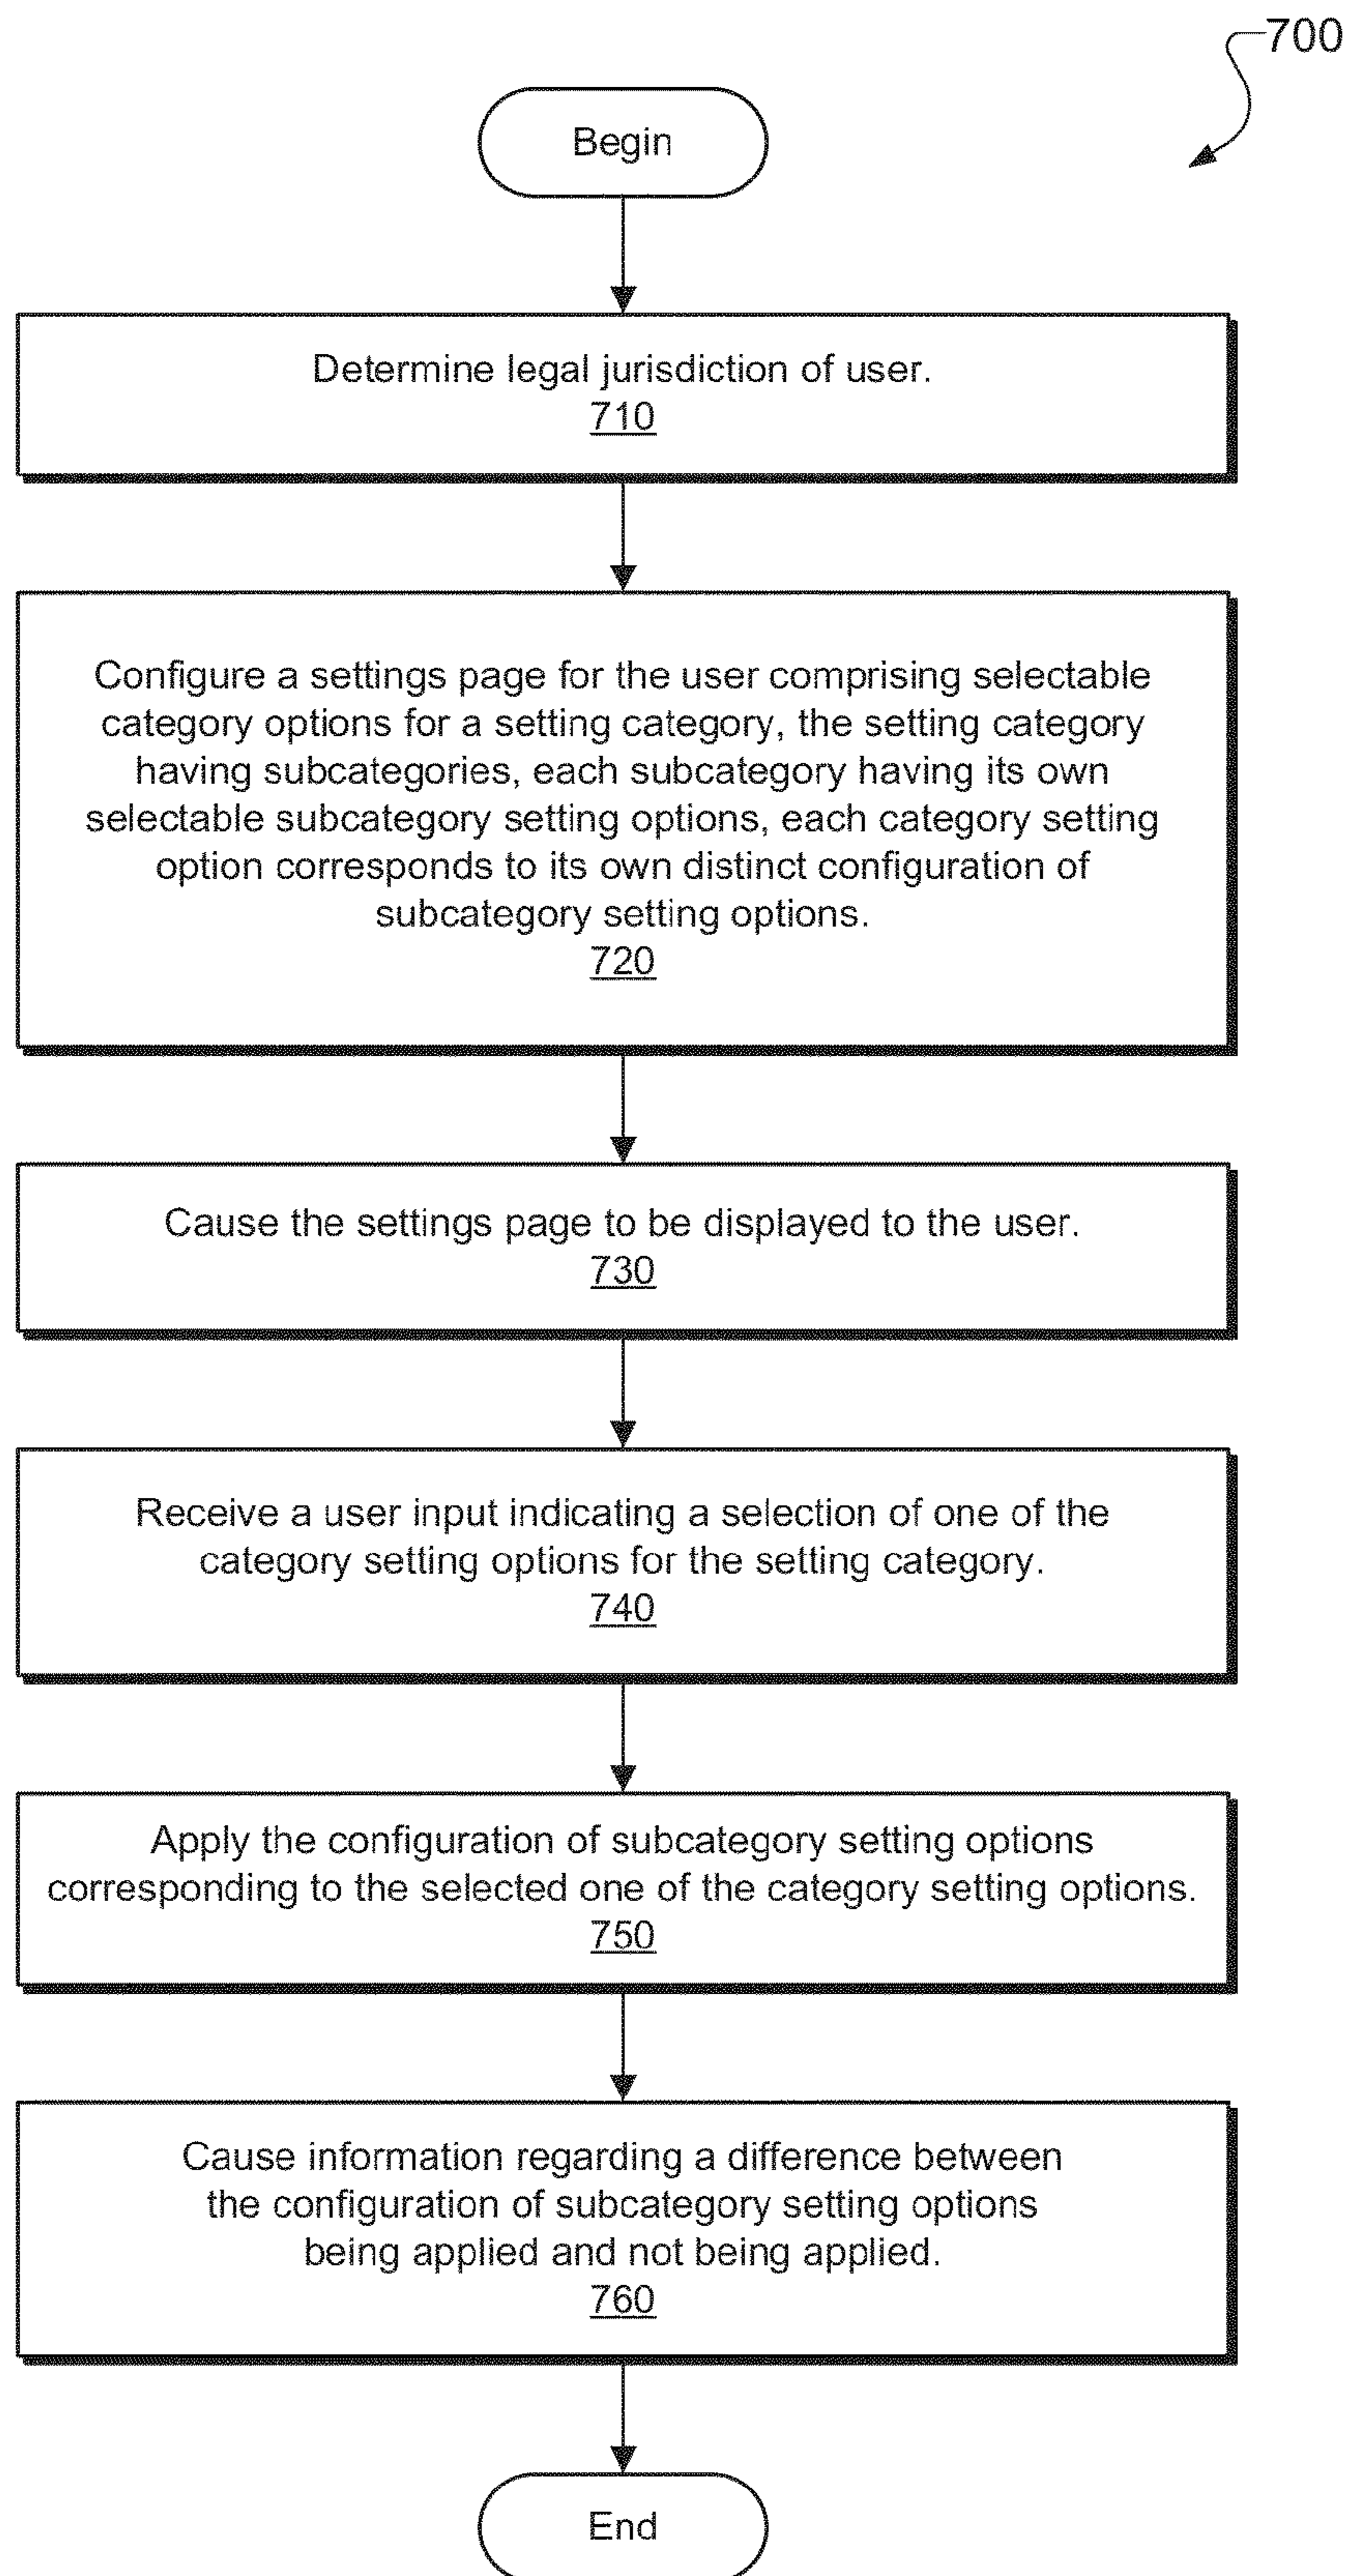 700
Begin
Determine legal jurisdiction of user.
710
Configure a settings page for the user comprising selectable
category options for a setting category, the setting category
having subcategories, each subcategory having its own
selectable subcategory setting options, each category setting
option corresponds to its own distinct configuration of
subcategory setting options.
720
Cause the settings page to be displayed to the user.
730
Receive a user input indicating a selection of one of the
category setting options for the setting category.
740
Apply the configuration of subcategory setting options
corresponding to the selected one of the category setting options.
750
Cause information regarding a difference between
the configuration of subcategory setting options
being applied and not being applied.
760
End